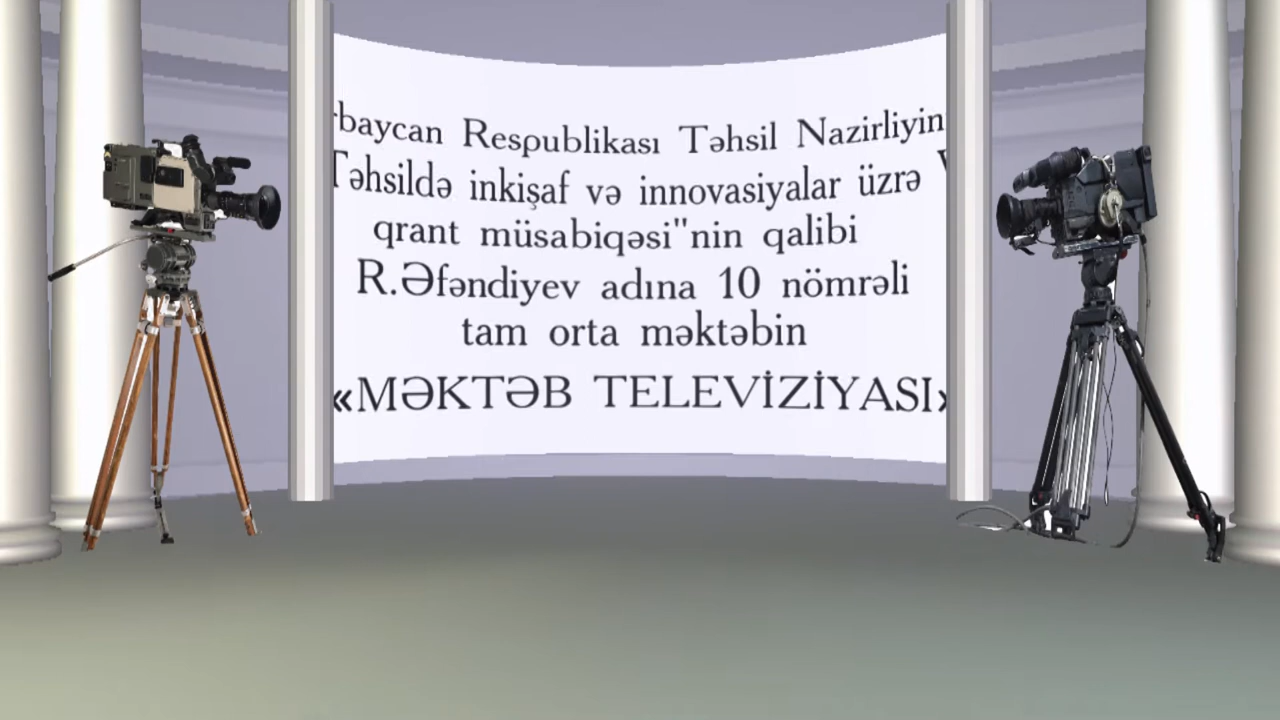 rbaycan Respublikası Təhsil Nazirliyin
Təhsildə inkişaf və innovasiyalar üzrə
qrant müsabiqəsi"nin qalibi
R.Əfəndiyev adına 10 nömrəli
tam orta məktəbin
«MƏKTƏB TELEVİZİYASI»